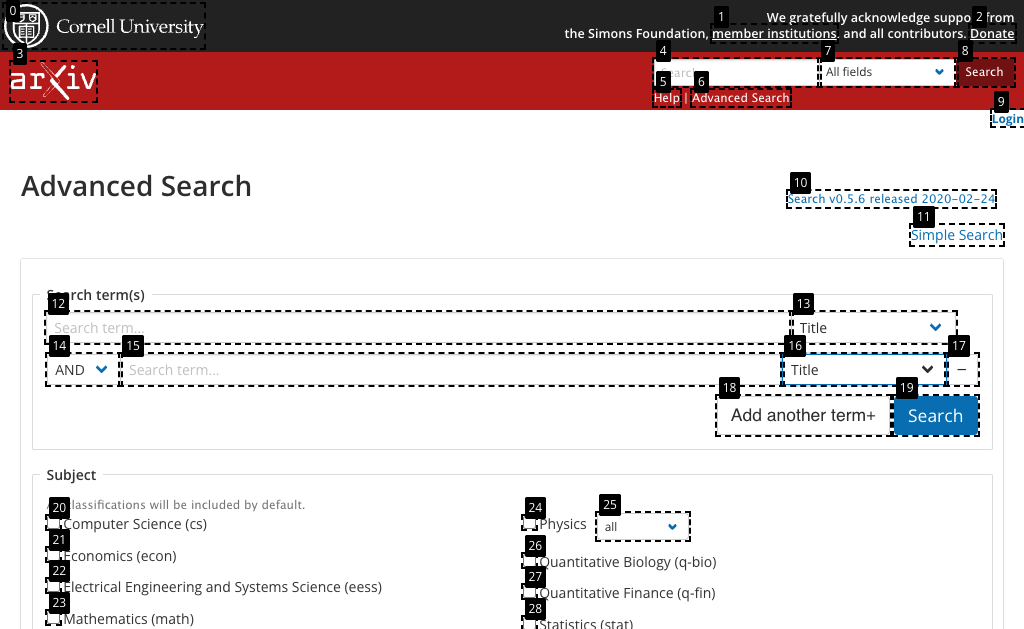 0
Cornell University
1
2
We gratefully acknowledge support from
the Simons Foundation, member institutions, and all contributors. Donate
3
arXiv
4
Search...
7
All fields
8
Search
5
Help
|
6
Advanced Search
9
Login
Advanced Search
10
Search v0.5.6 released 2020-02-24
11
Simple Search
Search term(s)
12
Search term...
13
Title
14
AND
15
Search term...
16
Title
17
−
18
Add another term+
19
Search
Subject
All classifications will be included by default.
20
Computer Science (cs)
21
Economics (econ)
22
Electrical Engineering and Systems Science (eess)
23
Mathematics (math)
24
Physics
25
all
26
Quantitative Biology (q-bio)
27
Quantitative Finance (q-fin)
28
Statistics (stat)